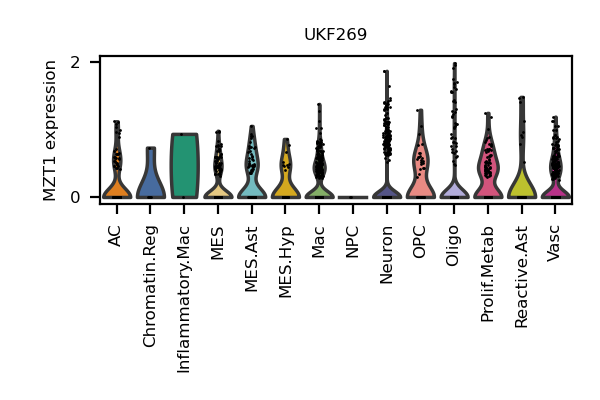 UKF269
MZT1 expression
2
0
AC
Chromatin.Reg
Inflammatory.Mac
MES
MES.Ast
MES.Hyp
Mac
NPC
Neuron
OPC
Oligo
Prolif.Metab
Reactive.Ast
Vasc